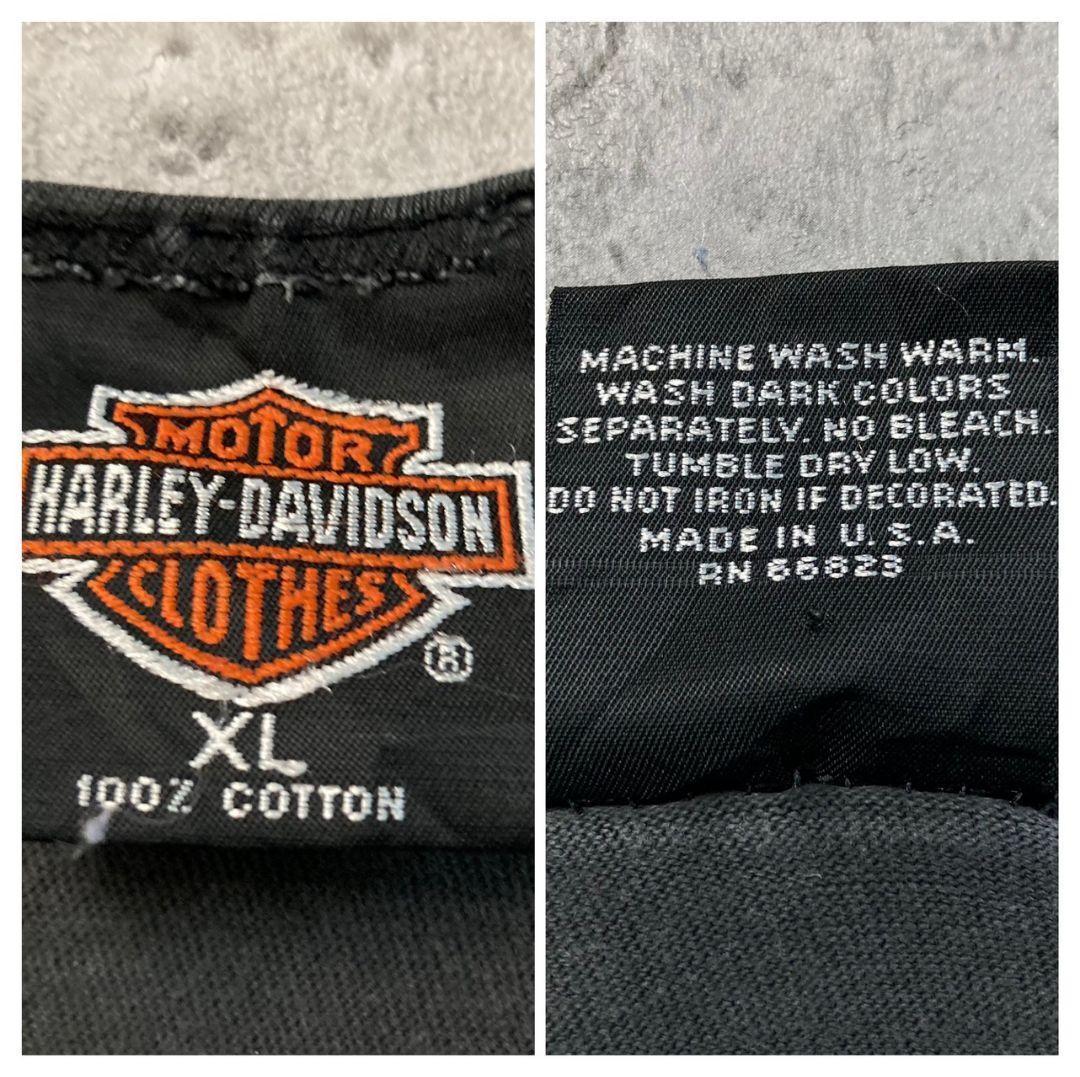 MOTOR
HARLEY-DAVIDSON
CLOTHES
®
XL
100% COTTON
MACHINE WASH WARM.
WASH DARK COLORS
SEPARATELY. NO BLEACH.
TUMBLE DRY LOW.
DO NOT IRON IF DECORATED.
MADE IN U.S.A.
RN 66823